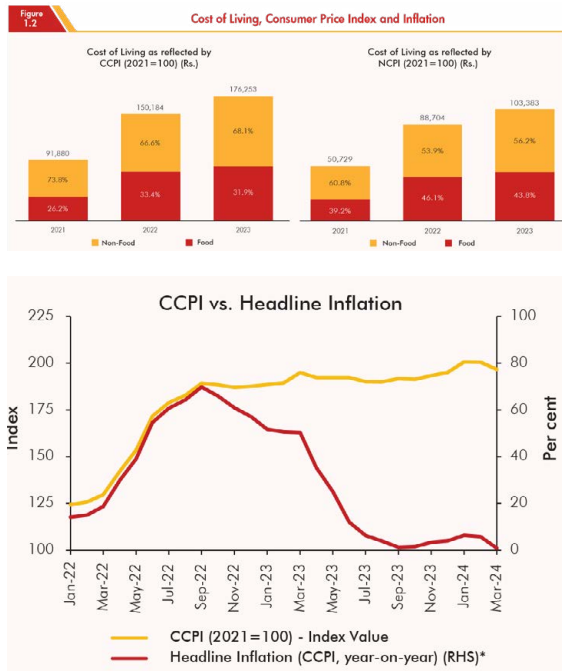 Figure
1.2
Cost of Living, Consumer Price Index and Inflation
Cost of Living as reflected by
CCPI (2021=100) (Rs.)
176,253
150,184
91,880
68.1%
66.6%
73.8%
33.4%
31.9%
26.2%
2021
2022
2023
Non-Food
Food
Cost of Living as reflected by
NCPI (2021=100) (Rs.)
103,383
88,704
50,729
56.2%
53.9%
60.8%
46.1%
43.8%
39.2%
2021
2022
2023
Non-Food
Food
CCPI vs. Headline Inflation
225
200
175
150
125
100
Index
100
80
60
40
20
0
Per cent
Jan-22
Mar-22
May-22
Jul-22
Sep-22
Nov-22
Jan-23
Mar-23
May-23
Jul-23
Sep-23
Nov-23
Jan-24
Mar-24
CCPI (2021=100) - Index Value
Headline Inflation (CCPI, year-on-year) (RHS)*